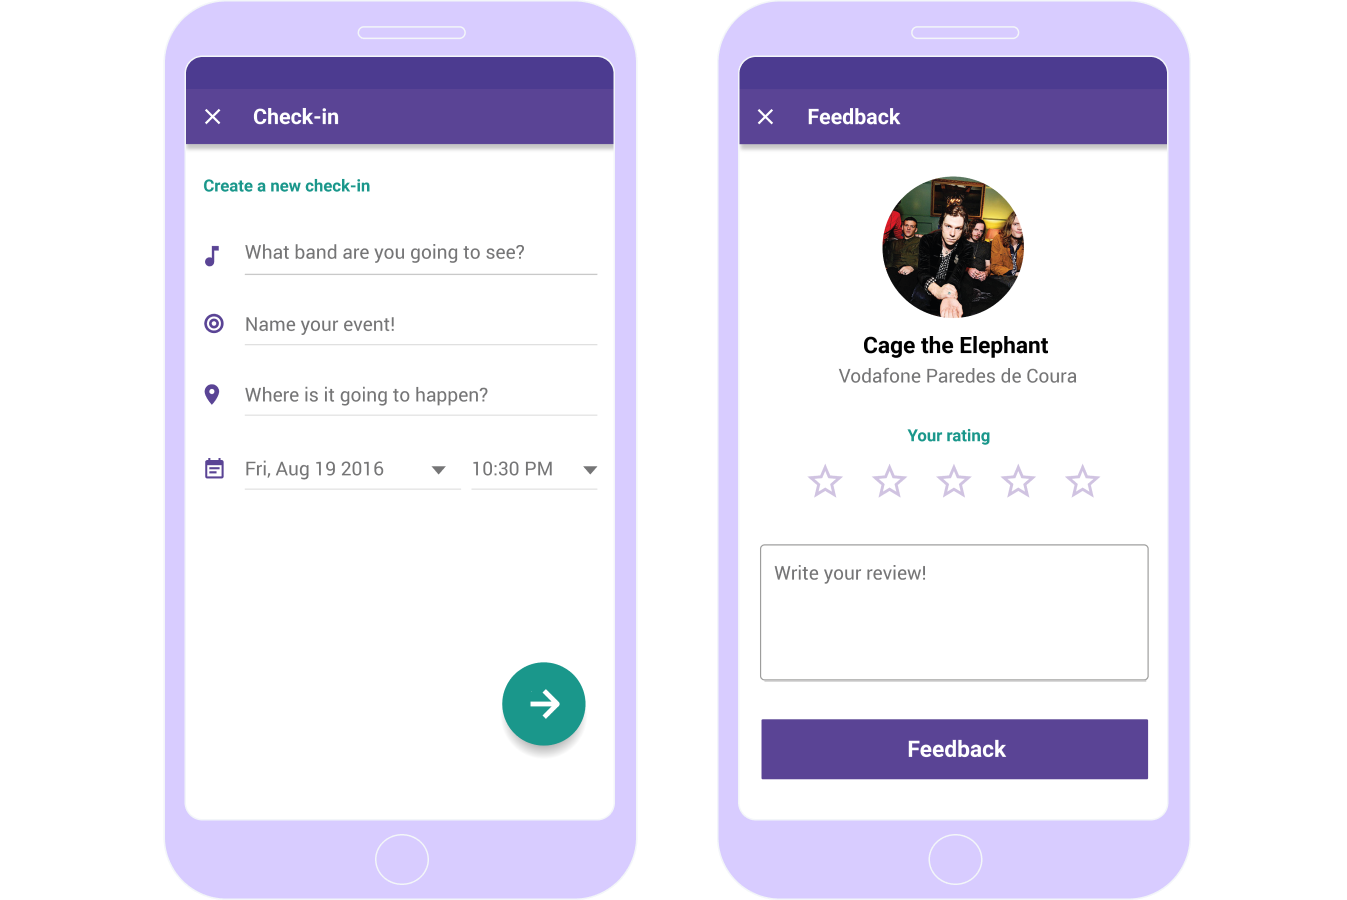 Check-in
Create a new check-in
What band are you going to see?
Name your event!
Where is it going to happen?
Fri, Aug 19 2016
10:30 PM
Feedback
Cage the Elephant
Vodafone Paredes de Coura
Your rating
Write your review!
Feedback